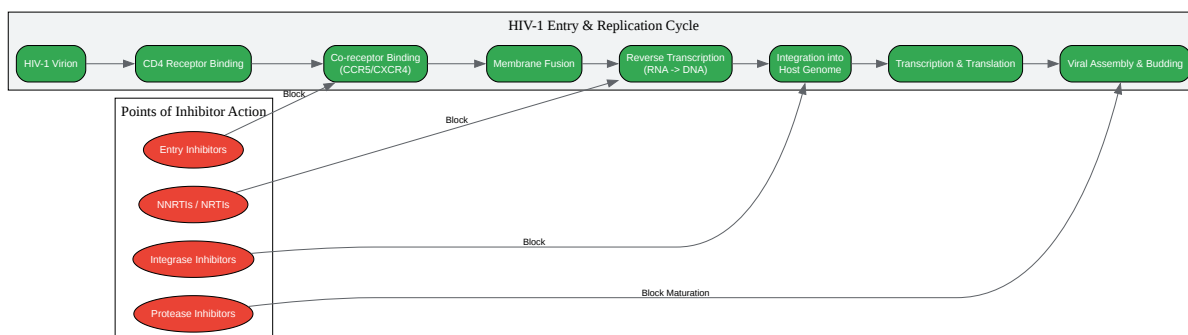 HIV-1 Entry & Replication Cycle
HIV-1 Virion
CD4 Receptor Binding
Co-receptor Binding
(CCR5/CXCR4)
Membrane Fusion
Reverse Transcription
(RNA -> DNA)
Integration into
Host Genome
Transcription & Translation
Viral Assembly & Budding
Points of Inhibitor Action
Entry Inhibitors
Block
NNRTIs / NRTIs
Block
Integrase Inhibitors
Block
Protease Inhibitors
Block Maturation